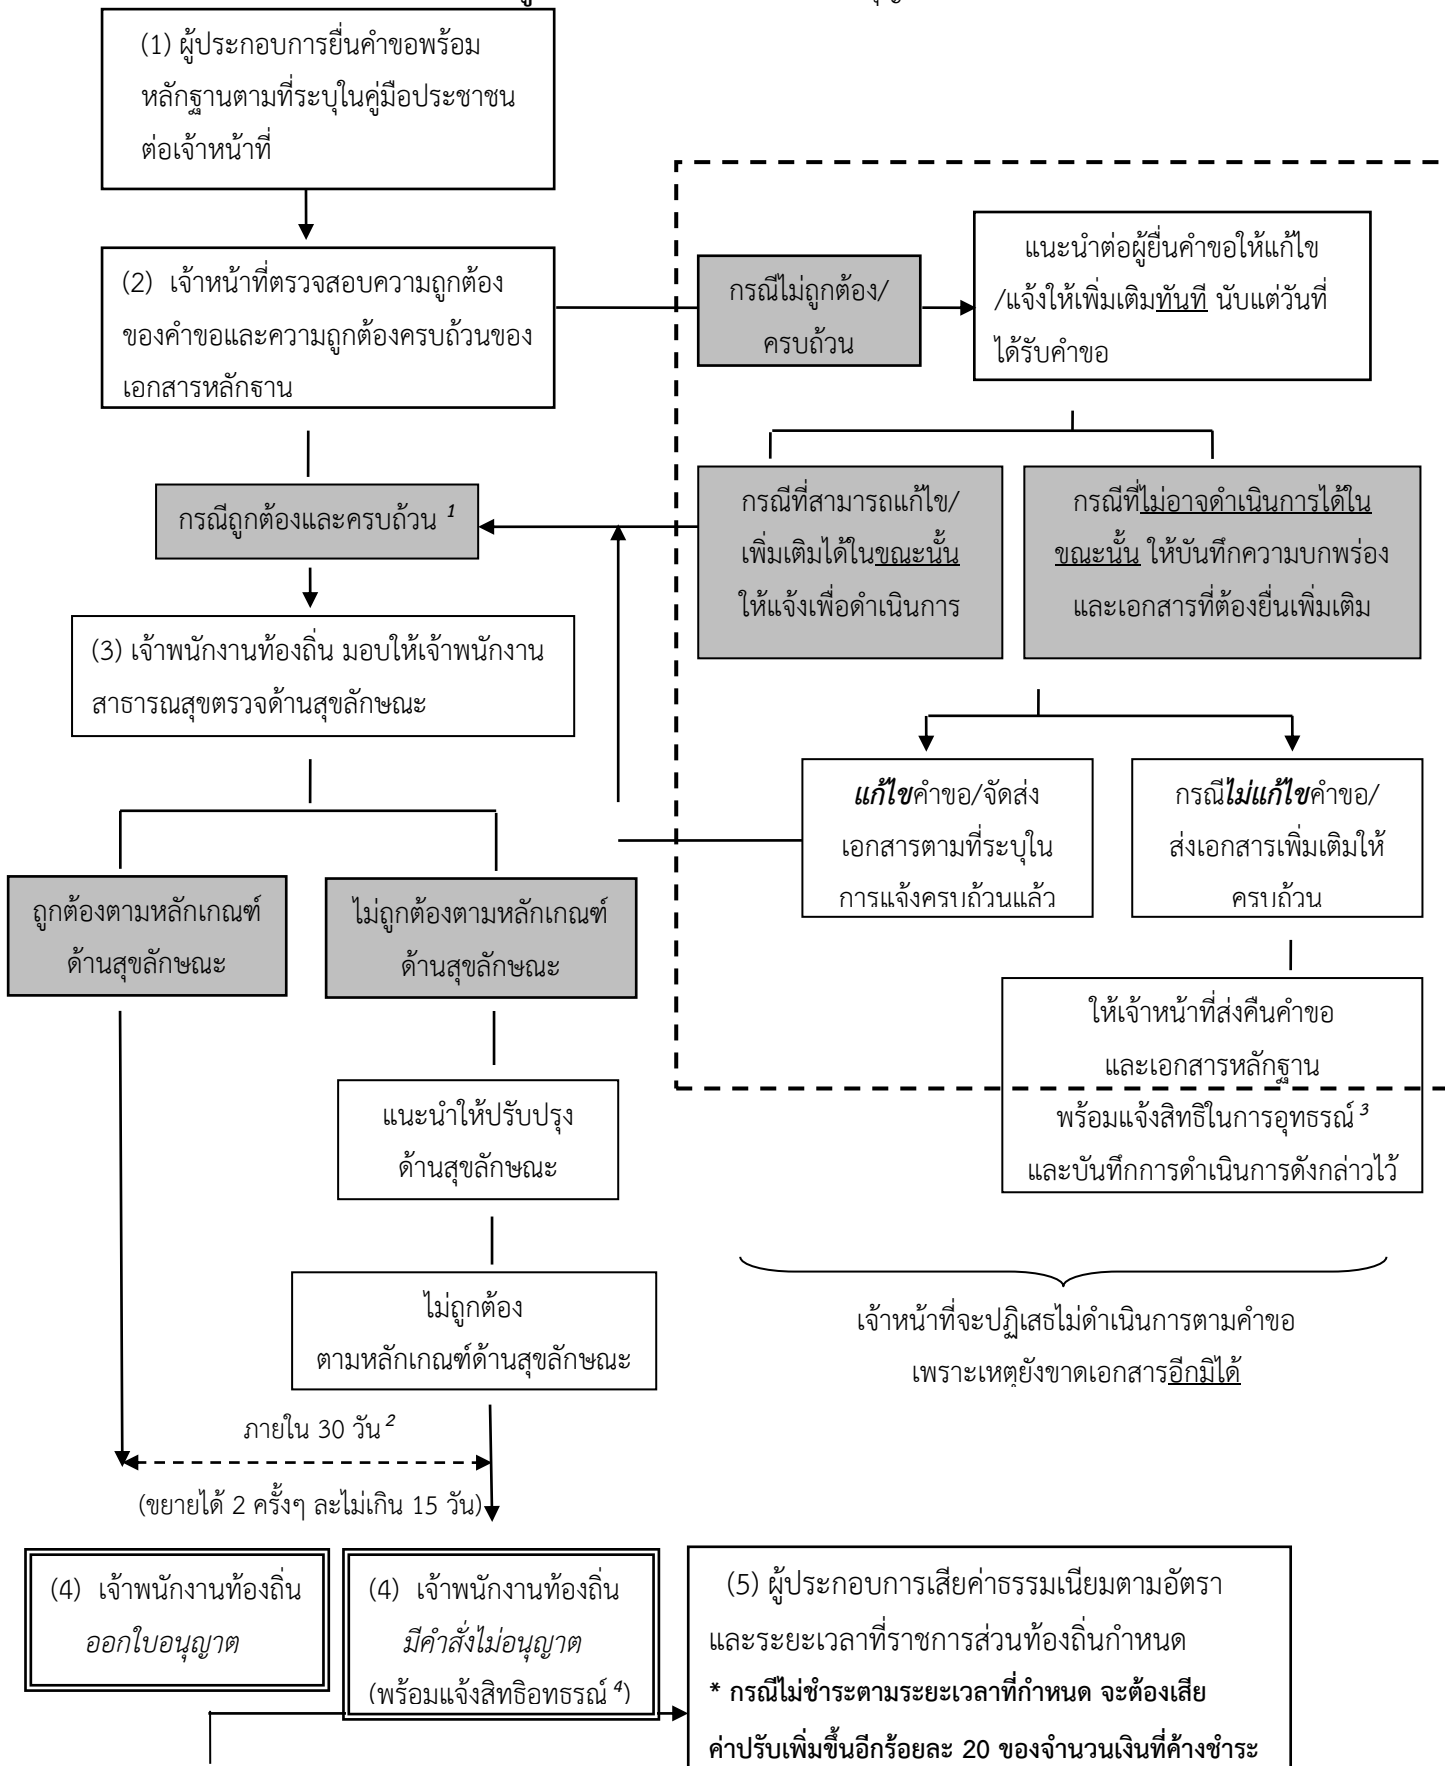 (1) ผู้ประกอบการยื่นคำขอพร้อม
หลักฐานตามที่ระบุในคู่มือประชาชน
ต่อเจ้าหน้าที่
(2) เจ้าหน้าที่ตรวจสอบความถูกต้อง
ของคำขอและความถูกต้องครบถ้วนของ
เอกสารหลักฐาน
กรณีไม่ถูกต้อง/
ครบถ้วน
แนะนำต่อผู้ยื่นคำขอให้แก้ไข
/แจ้งให้เพิ่มเติมทันที นับแต่วันที่
ได้รับคำขอ
กรณีถูกต้องและครบถ้วน 1
กรณีที่สามารถแก้ไข/
เพิ่มเติมได้ในขณะนั้น
ให้แจ้งเพื่อดำเนินการ
กรณีที่ไม่อาจดำเนินการได้ใน
ขณะนั้น ให้บันทึกความบกพร่อง
และเอกสารที่ต้องยื่นเพิ่มเติม
(3) เจ้าพนักงานท้องถิ่น มอบให้เจ้าพนักงาน
สาธารณสุขตรวจด้านสุขลักษณะ
แก้ไขคำขอ/จัดส่ง
เอกสารตามที่ระบุใน
การแจ้งครบถ้วนแล้ว
กรณีไม่แก้ไขคำขอ/
ส่งเอกสารเพิ่มเติมให้
ครบถ้วน
ถูกต้องตามหลักเกณฑ์
ด้านสุขลักษณะ
ไม่ถูกต้องตามหลักเกณฑ์
ด้านสุขลักษณะ
ให้เจ้าหน้าที่ส่งคืนคำขอ
และเอกสารหลักฐาน
พร้อมแจ้งสิทธิในการอุทธรณ์ 3
และบันทึกการดำเนินการดังกล่าวไว้
แนะนำให้ปรับปรุง
ด้านสุขลักษณะ
ไม่ถูกต้อง
ตามหลักเกณฑ์ด้านสุขลักษณะ
เจ้าหน้าที่จะปฏิเสธไม่ดำเนินการตามคำขอ
เพราะเหตุยังขาดเอกสารอีกมิได้
ภายใน 30 วัน 2
(ขยายได้ 2 ครั้งๆ ละไม่เกิน 15 วัน)
(4) เจ้าพนักงานท้องถิ่น
ออกใบอนุญาต
(4) เจ้าพนักงานท้องถิ่น
มีคำสั่งไม่อนุญาต
(พร้อมแจ้งสิทธิอุทธรณ์ 4)
(5) ผู้ประกอบการเสียค่าธรรมเนียมตามอัตรา
และระยะเวลาที่ราชการส่วนท้องถิ่นกำหนด
* กรณีไม่ชำระตามระยะเวลาที่กำหนด จะต้องเสีย
ค่าปรับเพิ่มขึ้นอีกร้อยละ 20 ของจำนวนเงินที่ค้างชำระ